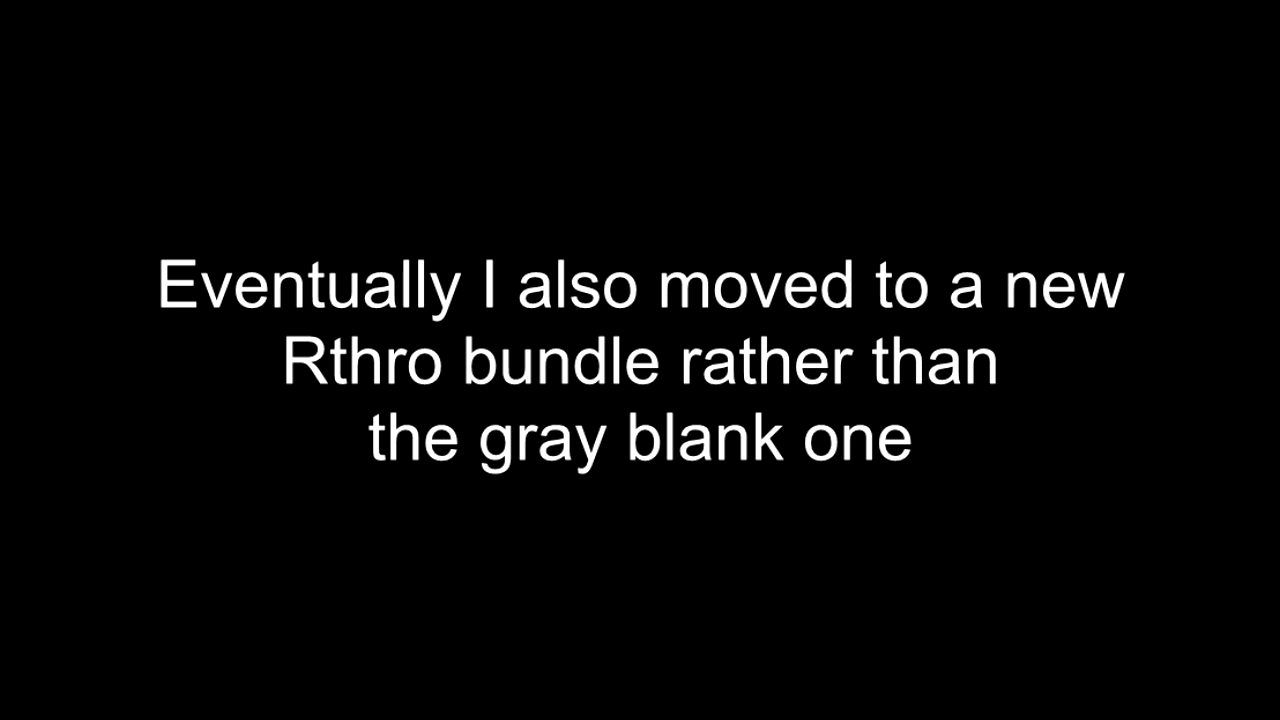 Eventually I also moved to a new
Rthro bundle rather than
the gray blank one